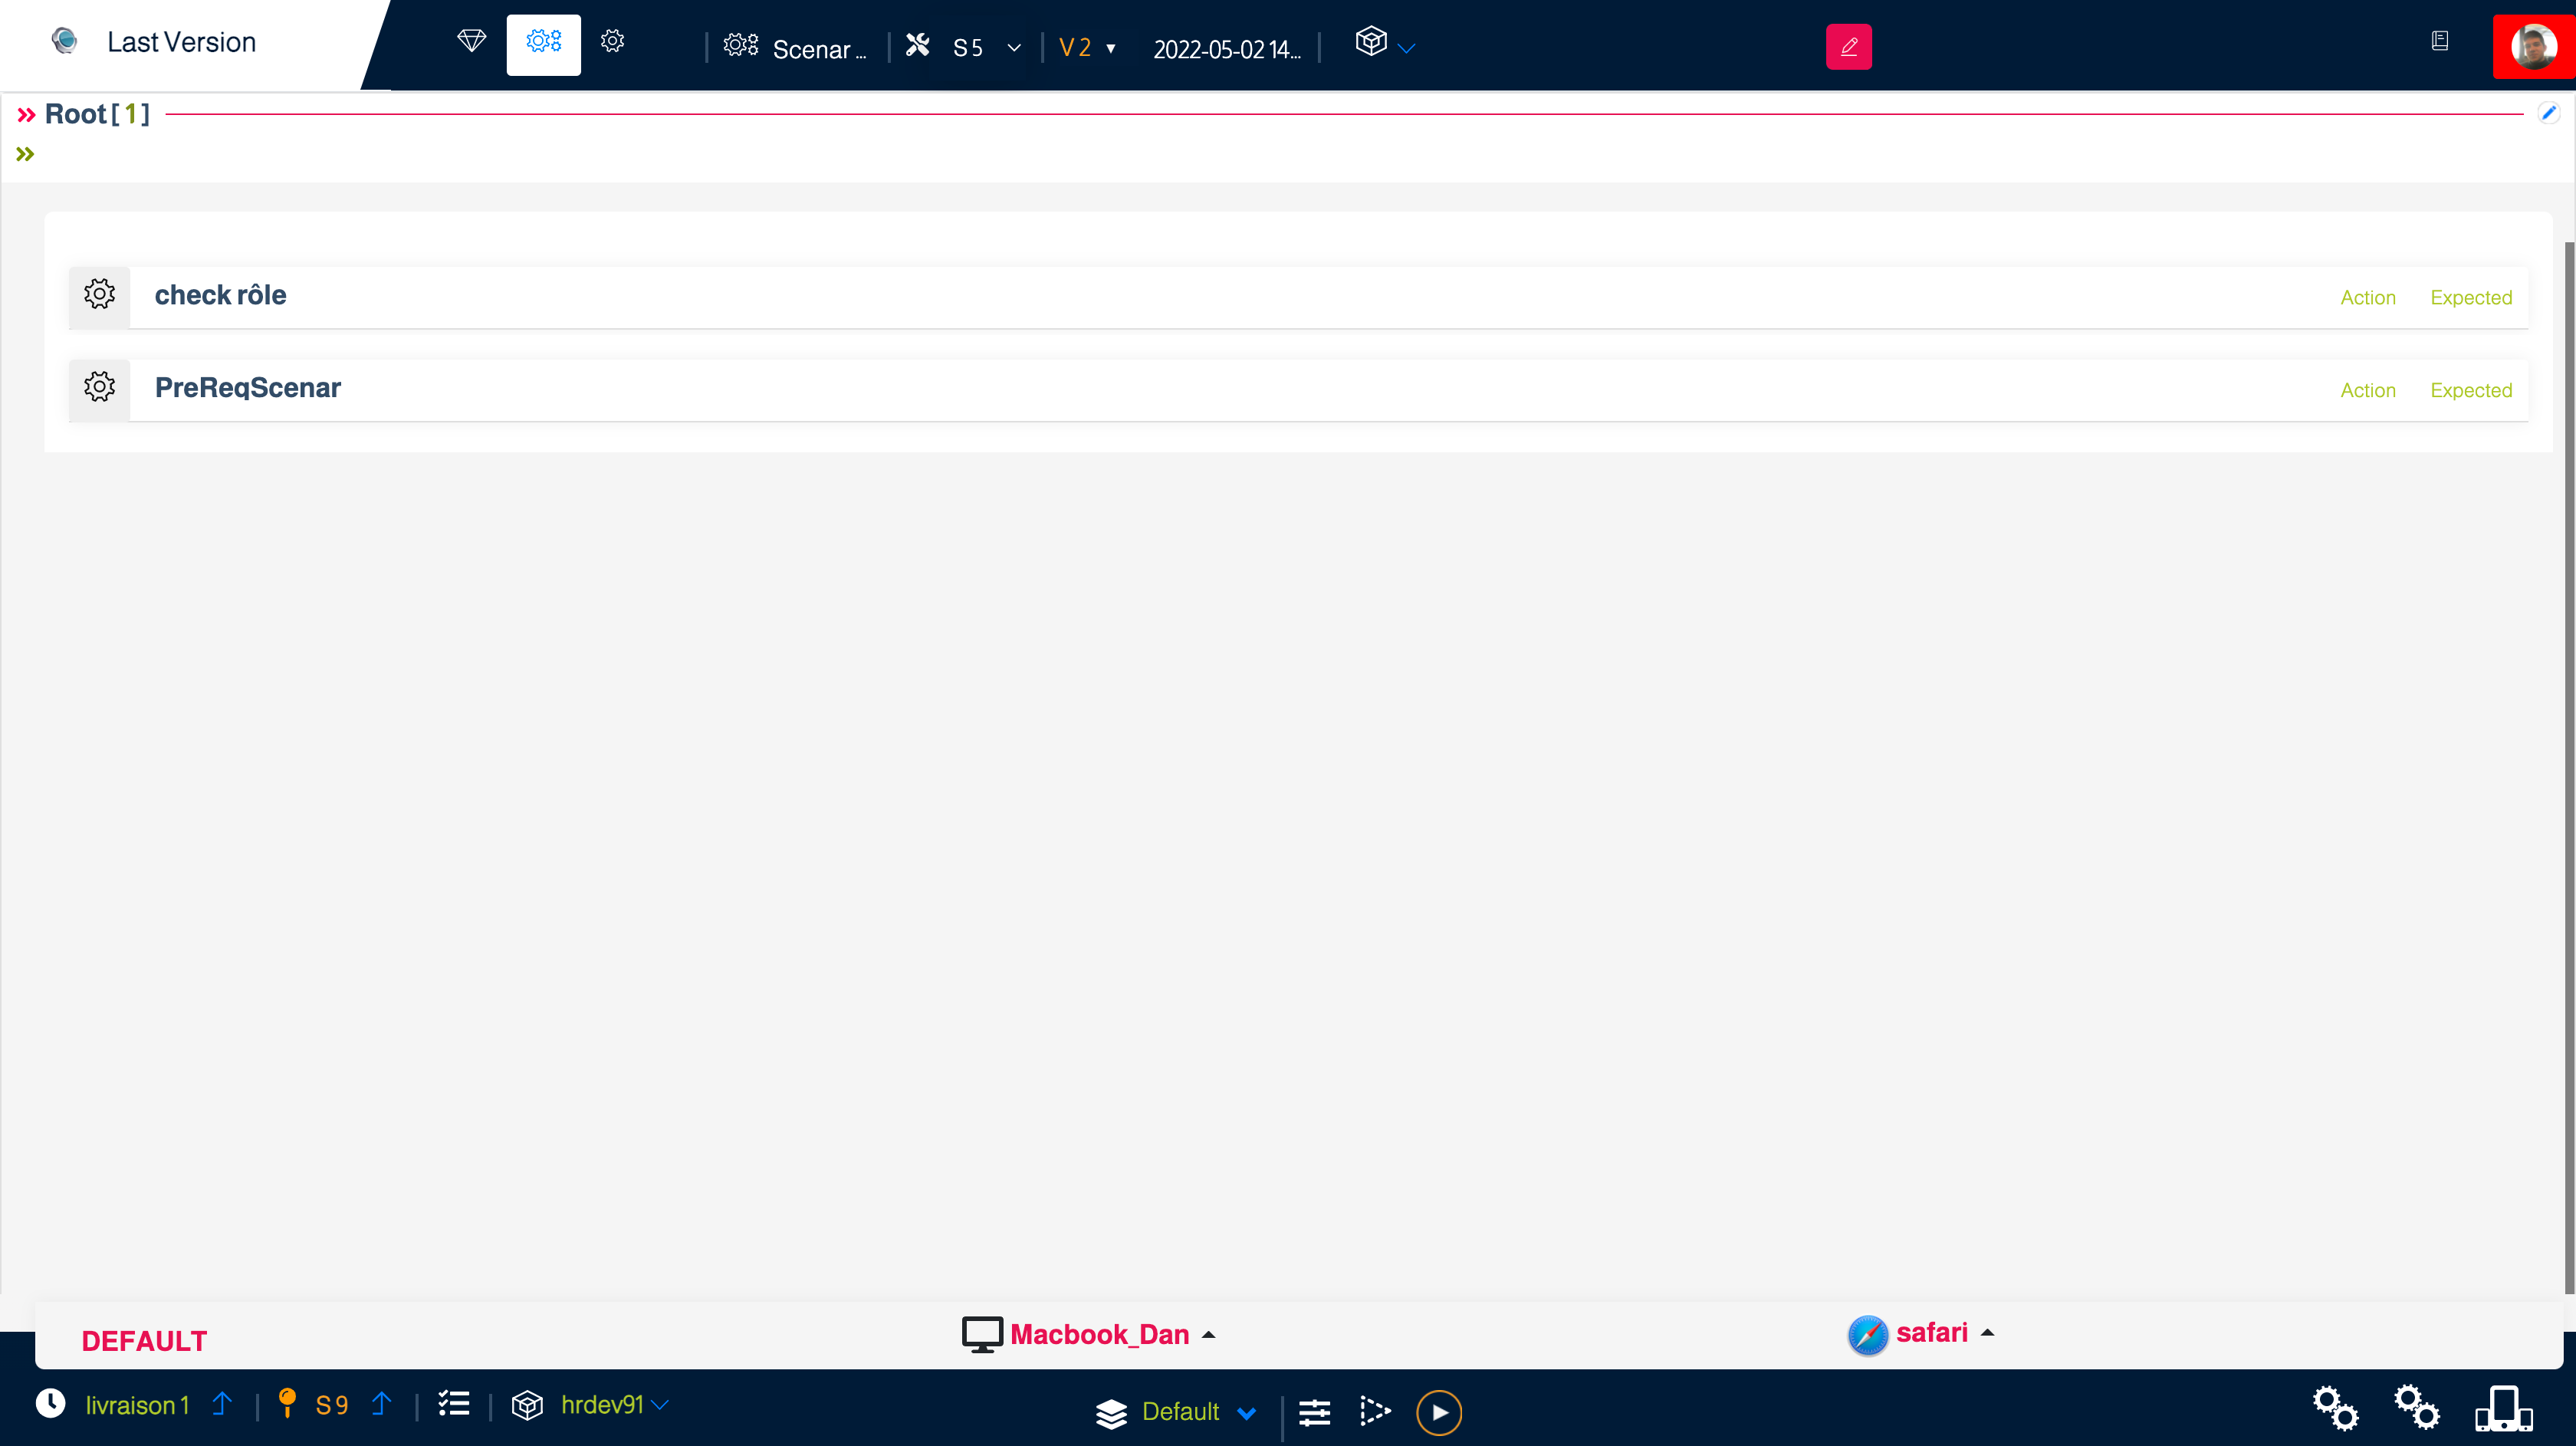 Last Version
Scenar ...
S 5
V 2
2022-05-02 14...
Root [ 1 ]
check rôle
Action
Expected
PreReqScenar
Action
Expected
DEFAULT
Macbook_Dan
safari
livraison 1
S 9
hrdev91
Default